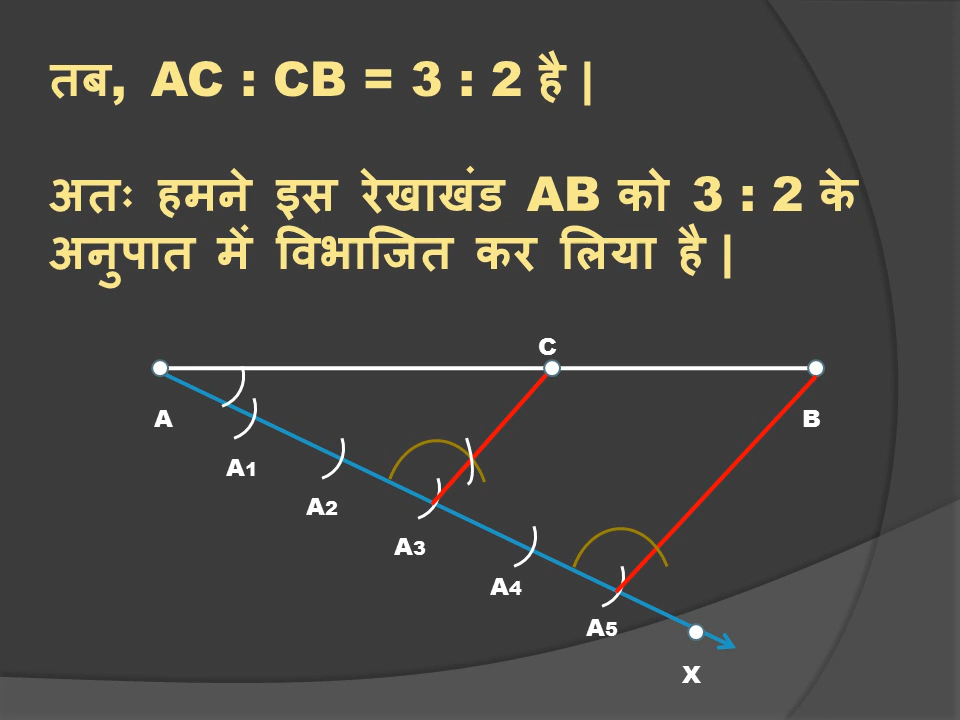 तब, AC : CB = 3 : 2 है |
अतः हमने इस रेखाखंड AB को 3 : 2 के
अनुपात में विभाजित कर लिया है |
C
A
B
A1
A2
A3
A4
A5
X